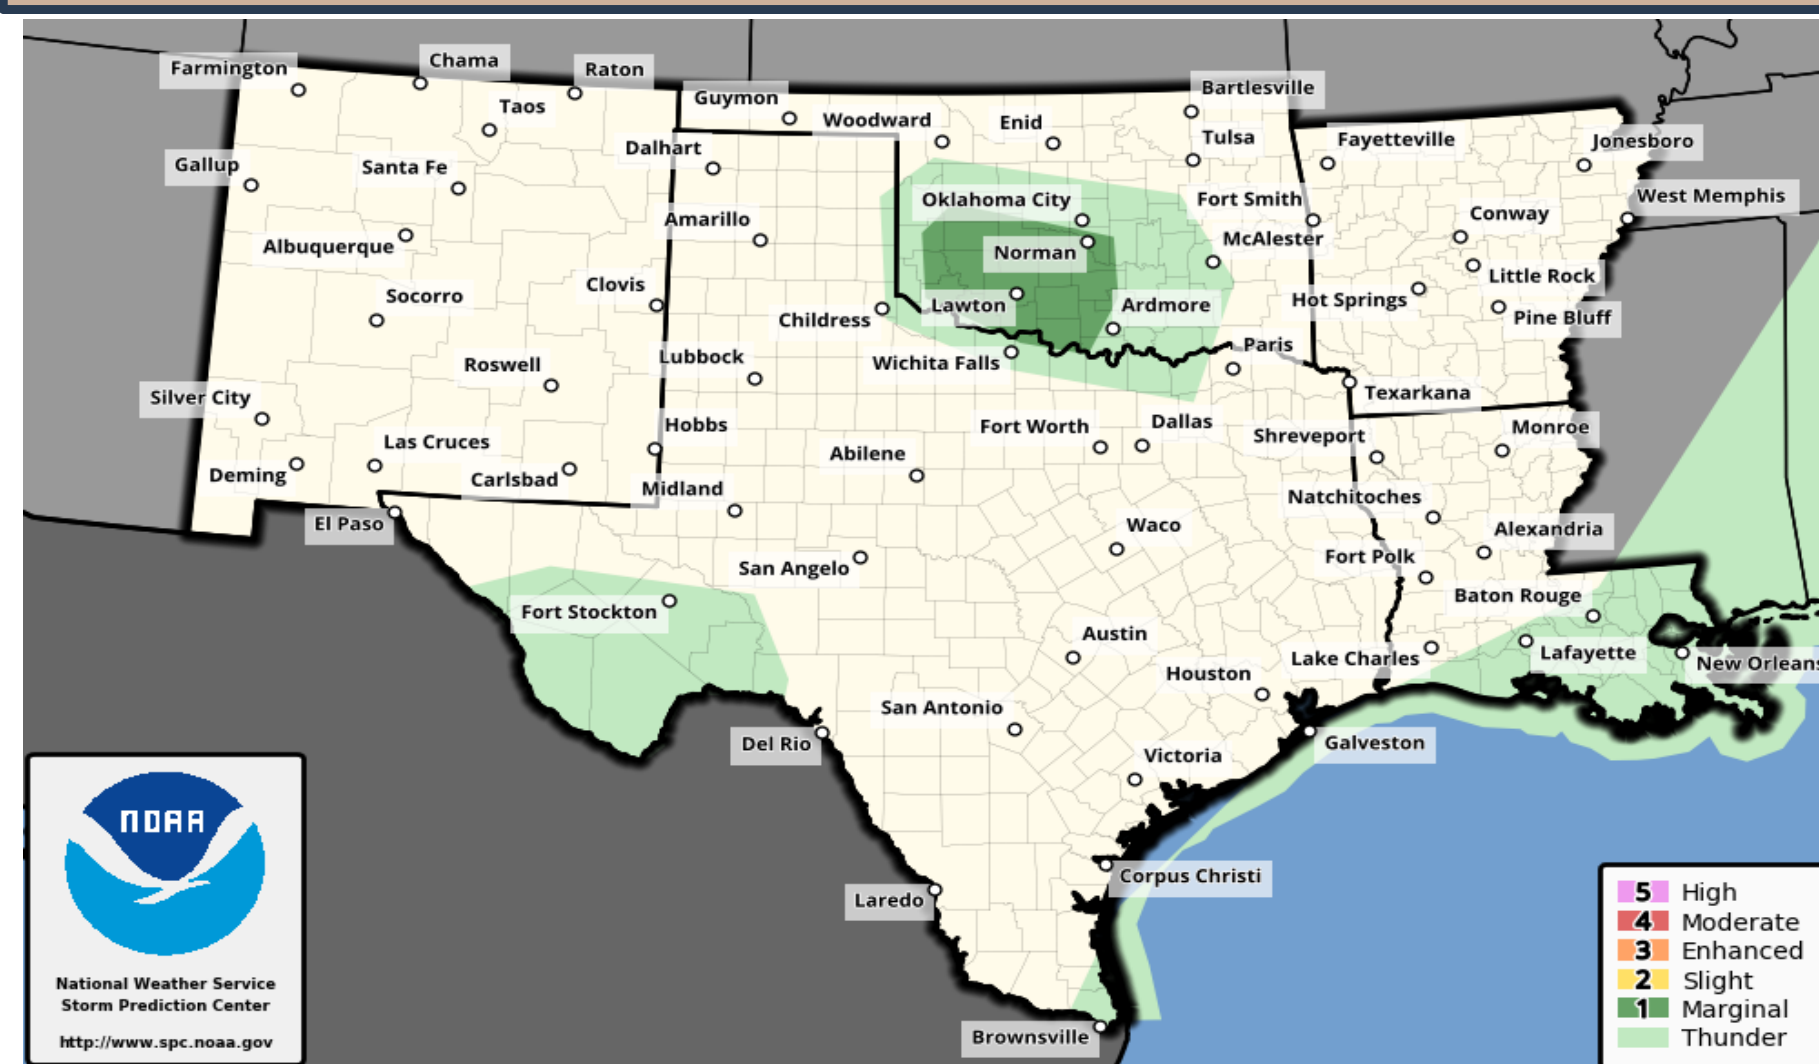 Farmington
Chama
Raton
Taos
Guymon
Woodward
Enid
Bartlesville
Tulsa
Fayetteville
Jonesboro
Gallup
Santa Fe
Dalhart
Oklahoma City
Fort Smith
West Memphis
Amarillo
Conway
Albuquerque
Norman
McAlester
Little Rock
Socorro
Clovis
Lawton
Ardmore
Hot Springs
Pine Bluff
Childress
Roswell
Lubbock
Wichita Falls
Paris
Silver City
Texarkana
Hobbs
Fort Worth
Dallas
Shreveport
Monroe
Las Cruces
Abilene
Deming
Carlsbad
Midland
Natchitoches
El Paso
Waco
Alexandria
San Angelo
Fort Polk
Fort Stockton
Baton Rouge
Austin
Lake Charles
Lafayette
New Orleans
Houston
San Antonio
Del Rio
Galveston
Victoria
Corpus Christi
Laredo
Brownsville
NOAA
National Weather Service
Storm Prediction Center
http://www.spc.noaa.gov
5 High
4 Moderate
3 Enhanced
2 Slight
1 Marginal
Thunder